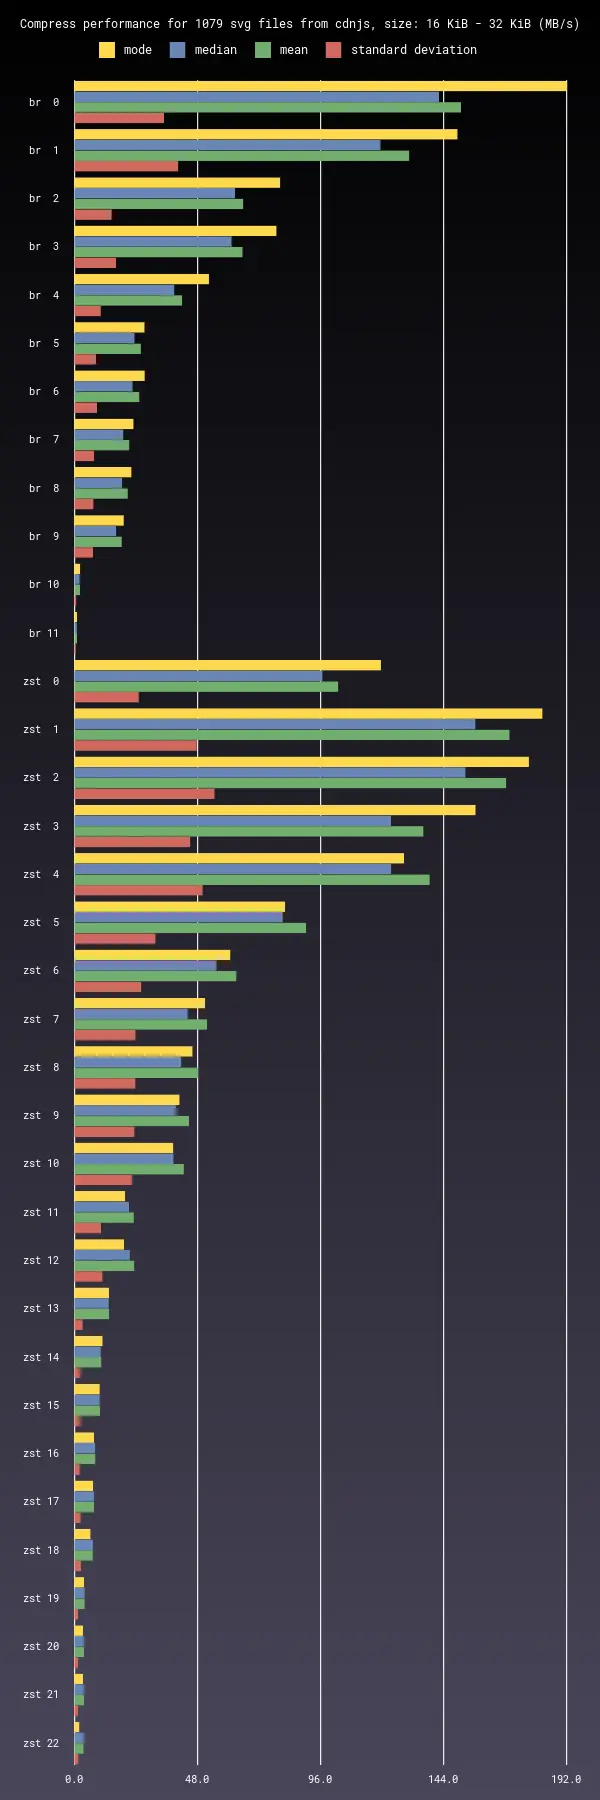 Compress performance for 1079 svg files from cdnjs, size: 16 KiB - 32 KiB (MB/s)
mode median mean standard deviation
br 0
br 1
br 2
br 3
br 4
br 5
br 6
br 7
br 8
br 9
br 10
br 11
zst 0
zst 1
zst 2
zst 3
zst 4
zst 5
zst 6
zst 7
zst 8
zst 9
zst 10
zst 11
zst 12
zst 13
zst 14
zst 15
zst 16
zst 17
zst 18
zst 19
zst 20
zst 21
zst 22
0.0 48.0 96.0 144.0 192.0